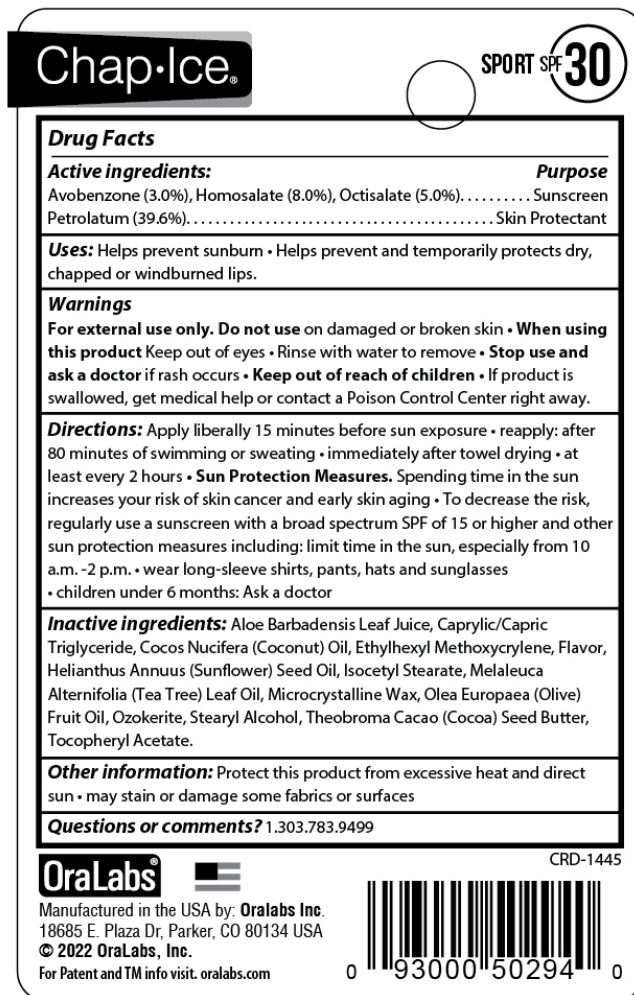 Chap·Ice®
SPORT SPF 30
Drug Facts
Active ingredients: Purpose
Avobenzone (3.0%), Homosalate (8.0%), Octisalate (5.0%).......... Sunscreen
Petrolatum (39.6%).......................................... Skin Protectant
Uses: Helps prevent sunburn • Helps prevent and temporarily protects dry,
chapped or windburned lips.
Warnings
For external use only. Do not use on damaged or broken skin • When using
this product Keep out of eyes • Rinse with water to remove • Stop use and
ask a doctor if rash occurs • Keep out of reach of children • If product is
swallowed, get medical help or contact a Poison Control Center right away.
Directions: Apply liberally 15 minutes before sun exposure • reapply: after
80 minutes of swimming or sweating • immediately after towel drying • at
least every 2 hours • Sun Protection Measures. Spending time in the sun
increases your risk of skin cancer and early skin aging • To decrease the risk,
regularly use a sunscreen with a broad spectrum SPF of 15 or higher and other
sun protection measures including: limit time in the sun, especially from 10
a.m. -2 p.m. • wear long-sleeve shirts, pants, hats and sunglasses
• children under 6 months: Ask a doctor
Inactive ingredients: Aloe Barbadensis Leaf Juice, Caprylic/Capric
Triglyceride, Cocos Nucifera (Coconut) Oil, Ethylhexyl Methoxycrylene, Flavor,
Helianthus Annuus (Sunflower) Seed Oil, Isocetyl Stearate, Melaleuca
Alternifolia (Tea Tree) Leaf Oil, Microcrystalline Wax, Olea Europaea (Olive)
Fruit Oil, Ozokerite, Stearyl Alcohol, Theobroma Cacao (Cocoa) Seed Butter,
Tocopheryl Acetate.
Other information: Protect this product from excessive heat and direct
sun • may stain or damage some fabrics or surfaces
Questions or comments? 1.303.783.9499
CRD-1445
OraLabs®
Manufactured in the USA by: Oralabs Inc.
18685 E. Plaza Dr, Parker, CO 80134 USA
© 2022 OraLabs, Inc.
For Patent and TM info visit. oralabs.com
0 93000 50294 0